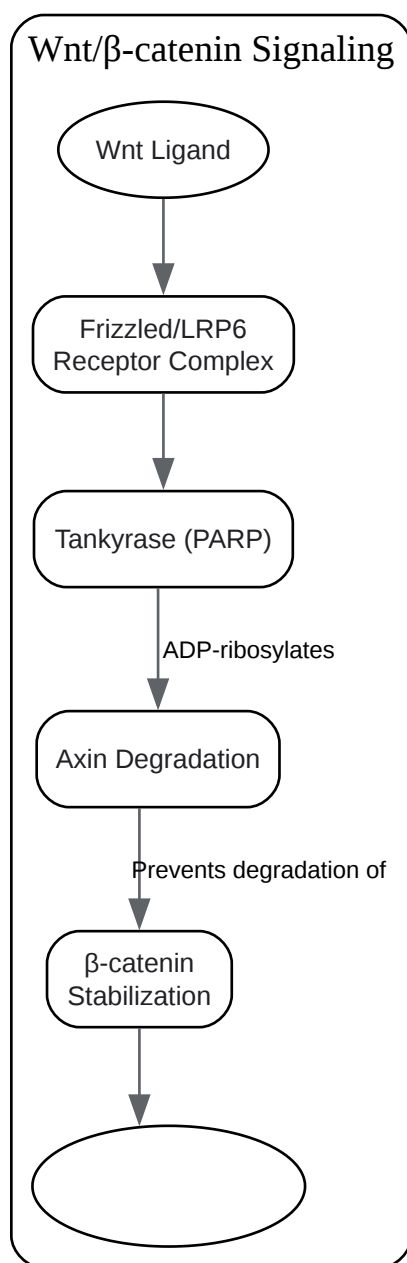 Wnt/β-catenin Signaling
Wnt Ligand
Frizzled/LRP6
Receptor Complex
Tankyrase (PARP)
ADP-ribosylates
Axin Degradation
Prevents degradation of
β-catenin
Stabilization